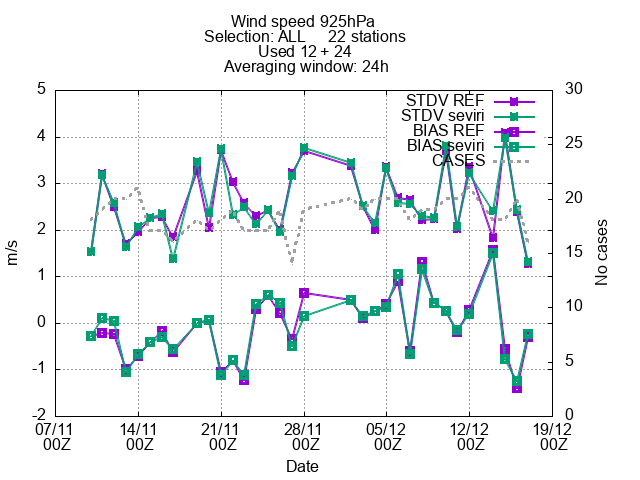 Wind speed 925hPa
Selection: ALL     22 stations
Used 12 + 24
Averaging window: 24h
5
4
3
2
1
0
-1
-2
30
25
20
15
10
5
0
m/s
No cases
STDV REF
STDV seviri
BIAS REF
BIAS seviri
CASES
07/11 14/11 21/11 28/11 05/12 12/12 19/12
00Z 00Z 00Z 00Z 00Z 00Z 00Z
Date